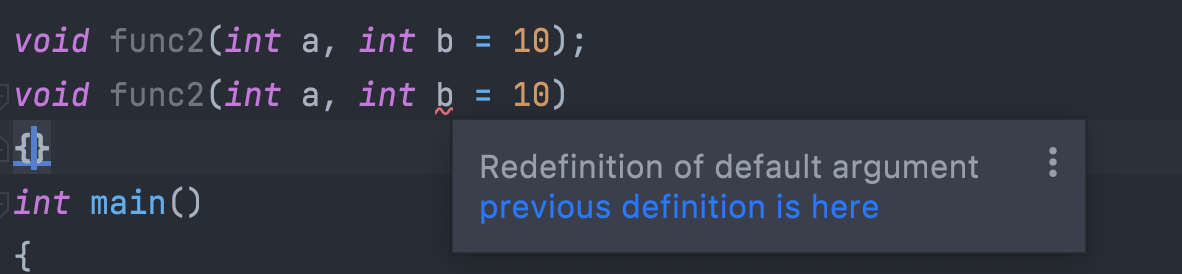 void func2(int a, int b = 10);
void func2(int a, int b = 10)
{}
Redefinition of default argument
previous definition is here
int main()
{